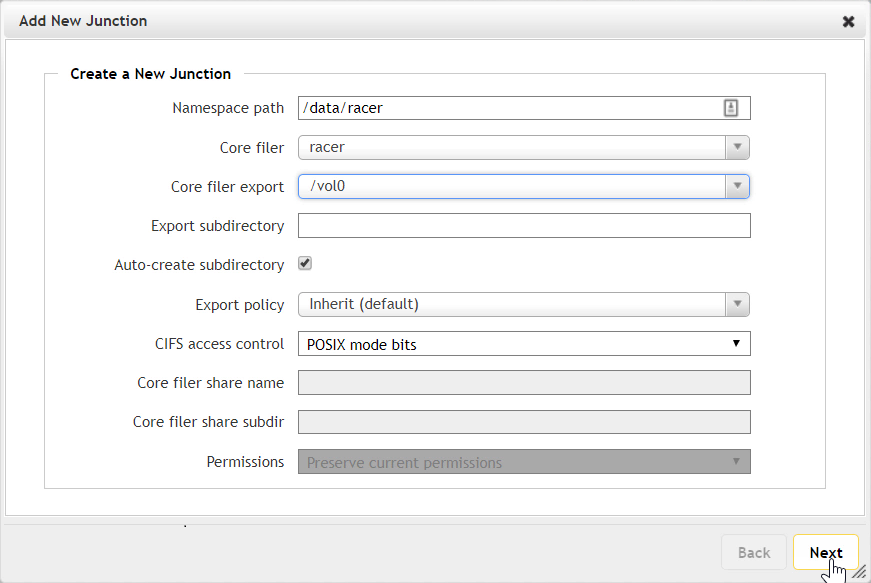 Add New Junction
Create a New Junction
Namespace path /data/racer
Core filer racer
Core filer export /vol0
Export subdirectory
Auto-create subdirectory
Export policy Inherit (default)
CIFS access control POSIX mode bits
Core filer share name
Core filer share subdir
Permissions Preserve current permissions
Back Next